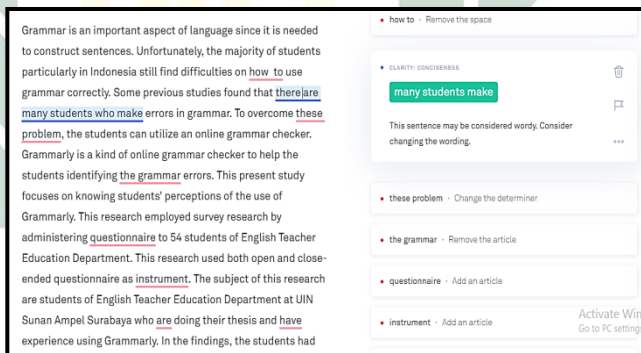 Grammar is an important aspect of language since it is needed
to construct sentences. Unfortunately, the majority of students
particularly in Indonesia still find difficulties on how  to use
grammar correctly. Some previous studies found that there are
many students who make errors in grammar. To overcome these
problem, the students can utilize an online grammar checker.
Grammarly is a kind of online grammar checker to help the
students identifying the grammar errors. This present study
focuses on knowing students' perceptions of the use of
Grammarly. This research employed survey research by
administering questionnaire to 54 students of English Teacher
Education Department. This research used both open and close-
ended questionnaire as instrument. The subject of this research
are students of English Teacher Education Department at UIN
Sunan Ampel Surabaya who are doing their thesis and have
experience using Grammarly. In the findings, the students had
how to · Remove the space
CLARITY: CONCISENESS
many students make
This sentence may be considered wordy. Consider
changing the wording.
these problem · Change the determiner
the grammar · Remove the article
questionnaire · Add an article
instrument · Add an article
Activate Win
Go to PC settings